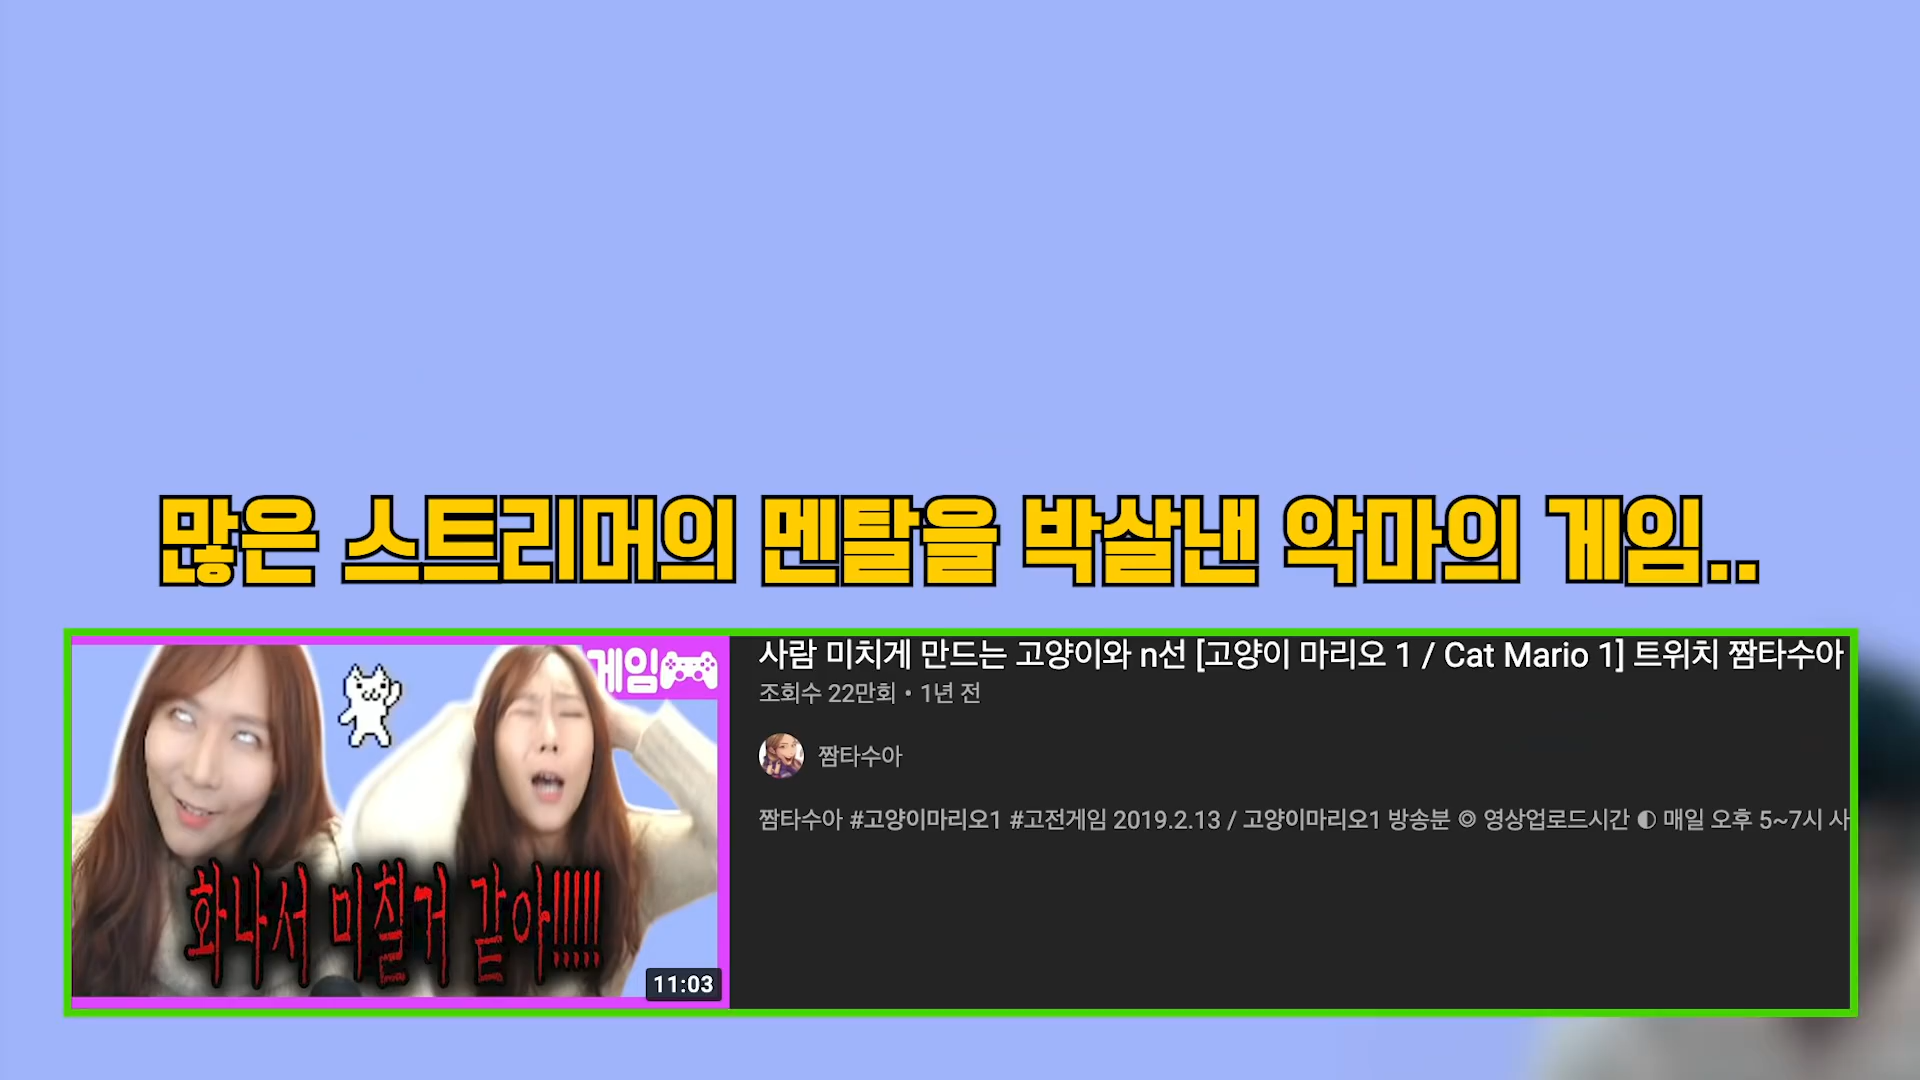 많은 스트리머의 멘탈을 박살낸 악마의 게임..
게임
화나서 미칠거 같아!!!!!
11:03
사람 미치게 만드는 고양이와 n선 [고양이 마리오 1 / Cat Mario 1] 트위치 짬타수아
조회수 22만회 • 1년 전
짬타수아
짬타수아 #고양이마리오1 #고전게임 2019.2.13 / 고양이마리오1 방송분 ◎ 영상업로드시간 ◐ 매일 오후 5~7시 사